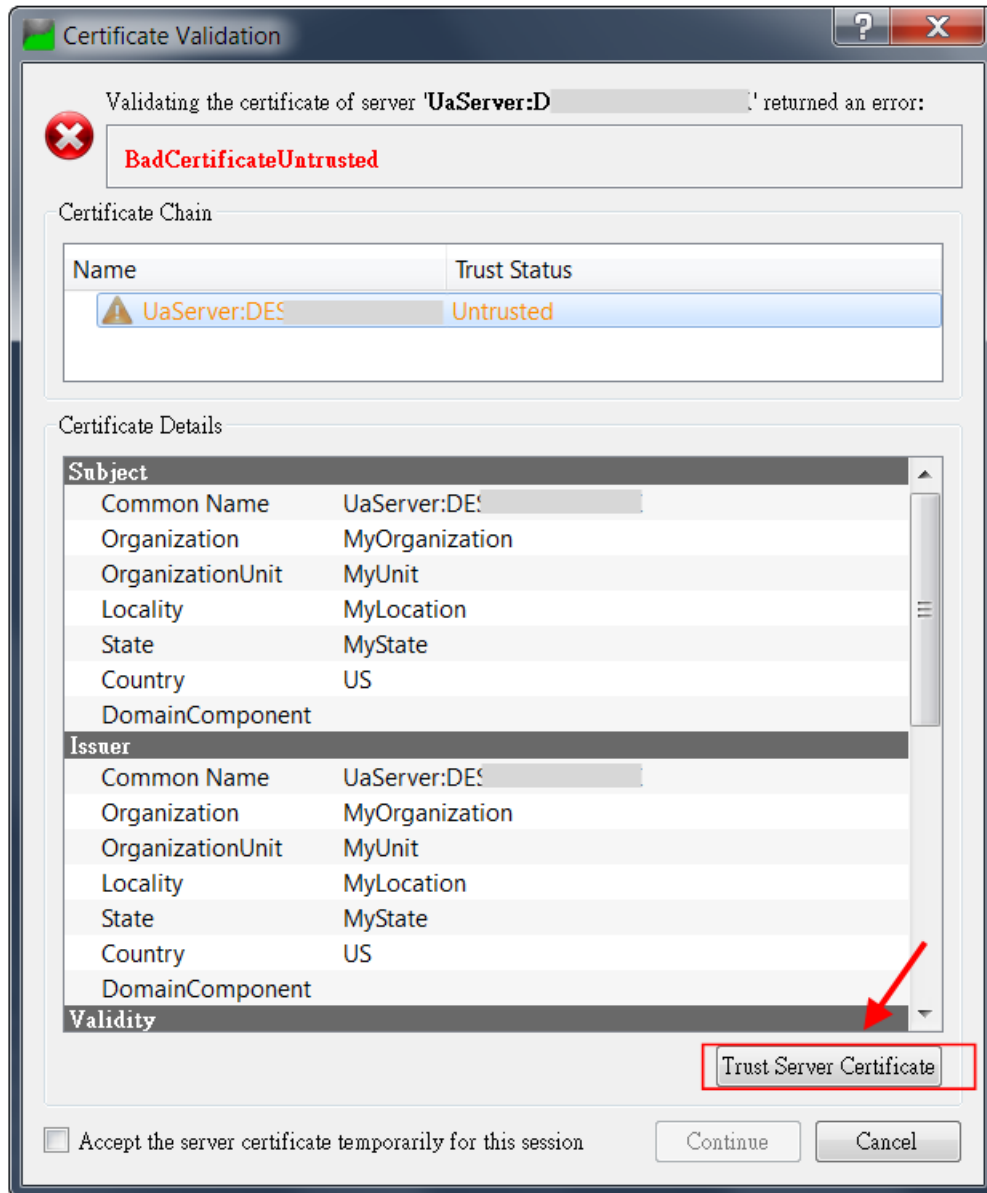 Certificate Validation
Validating the certificate of server 'UaServer:D ' returned an error:
BadCertificateUntrusted
Certificate Chain
Name Trust Status
UaServer:DES Untrusted
Certificate Details
Subject
Common Name UaServer:DES
Organization MyOrganization
OrganizationUnit MyUnit
Locality MyLocation
State MyState
Country US
DomainComponent
Issuer
Common Name UaServer:DES
Organization MyOrganization
OrganizationUnit MyUnit
Locality MyLocation
State MyState
Country US
DomainComponent
Validity
Trust Server Certificate
Accept the server certificate temporarily for this session Continue Cancel